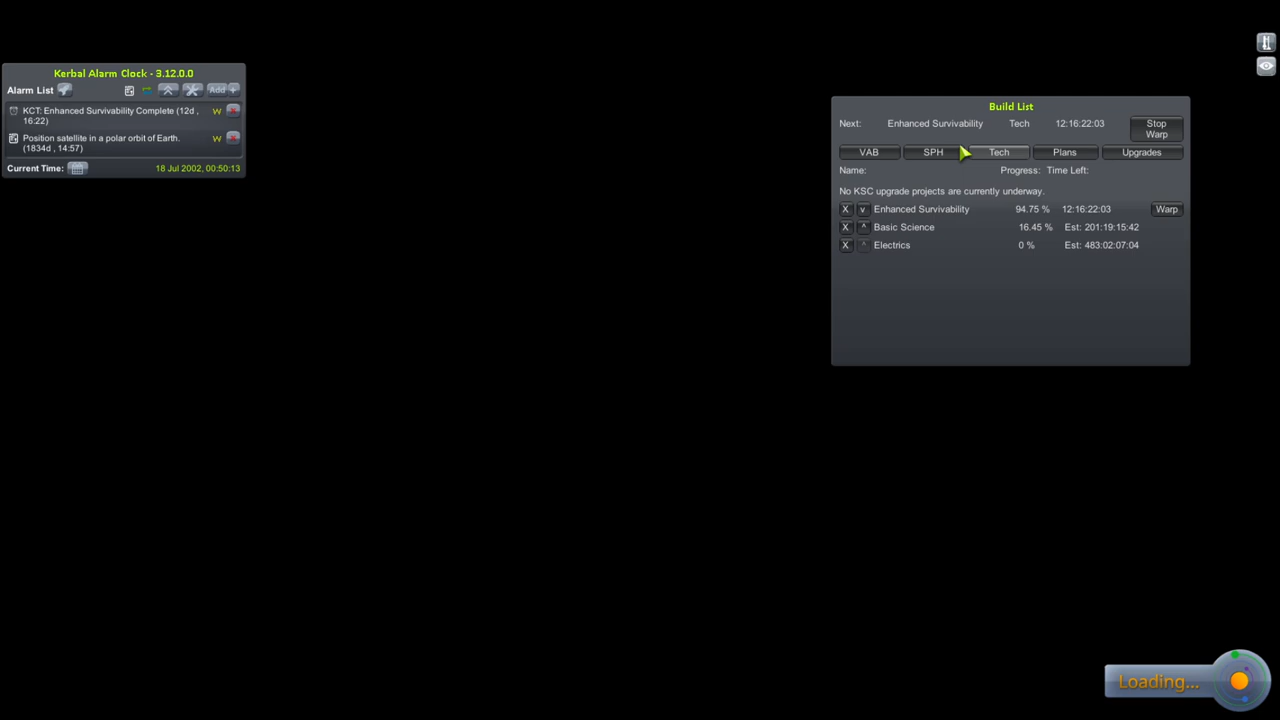 Kerbal Alarm Clock - 3.12.0.0
Alarm List
Add +
KCT: Enhanced Survivability Complete (12d ,
16:22)
W
Position satellite in a polar orbit of Earth.
(1834d , 14:57)
W
Current Time:
18 Jul 2002, 00:50:13
Build List
Next: Enhanced Survivability Tech 12:16:22:03 Stop Warp
VAB SPH Tech Plans Upgrades
Name: Progress: Time Left:
No KSC upgrade projects are currently underway.
X v Enhanced Survivability 94.75 % 12:16:22:03 Warp
X ^ Basic Science 16.45 % Est: 201:19:15:42
X ^ Electrics 0 % Est: 483:02:07:04
Loading...